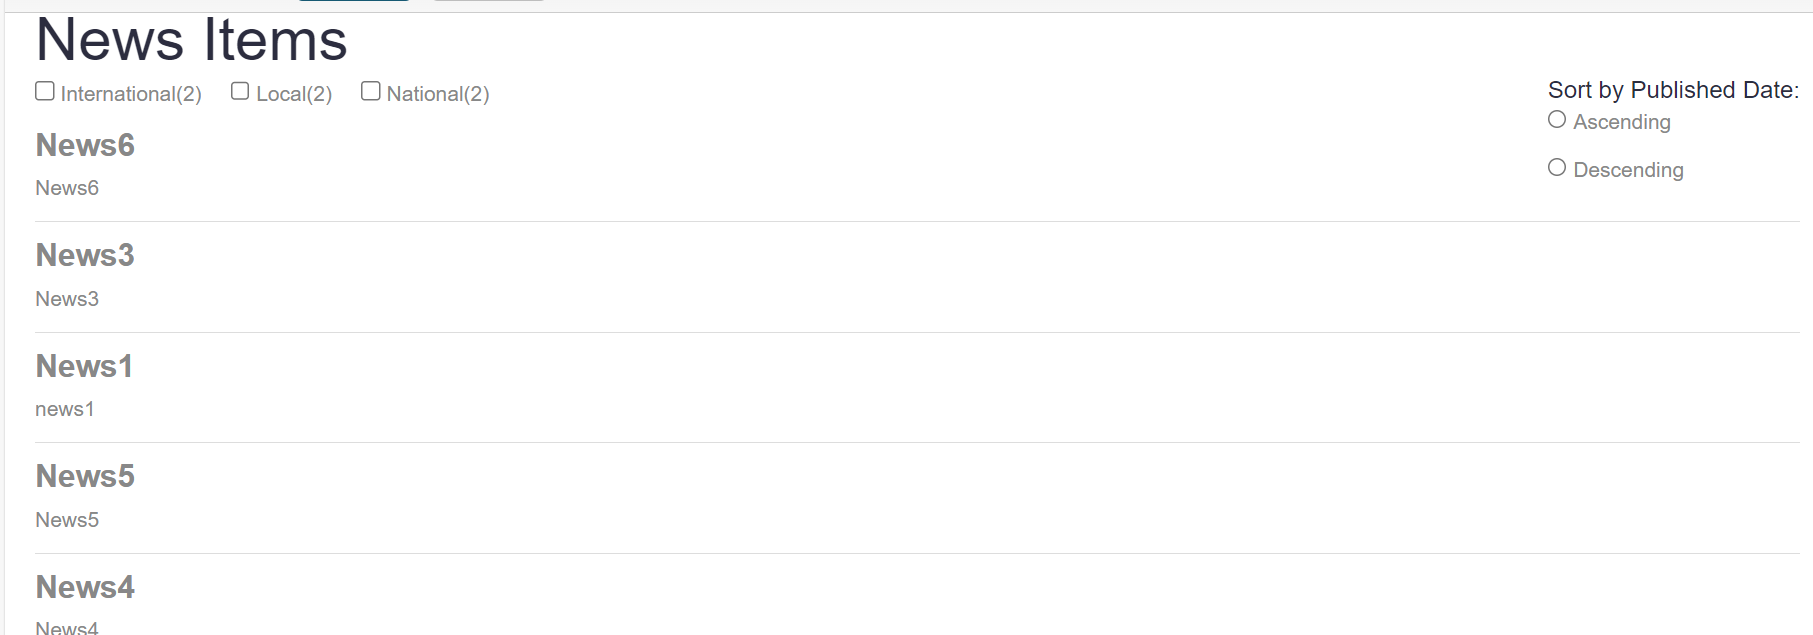 News Items
International(2) Local(2) National(2)
Sort by Published Date:
Ascending
Descending
News6
News6
News3
News3
News1
news1
News5
News5
News4
News4